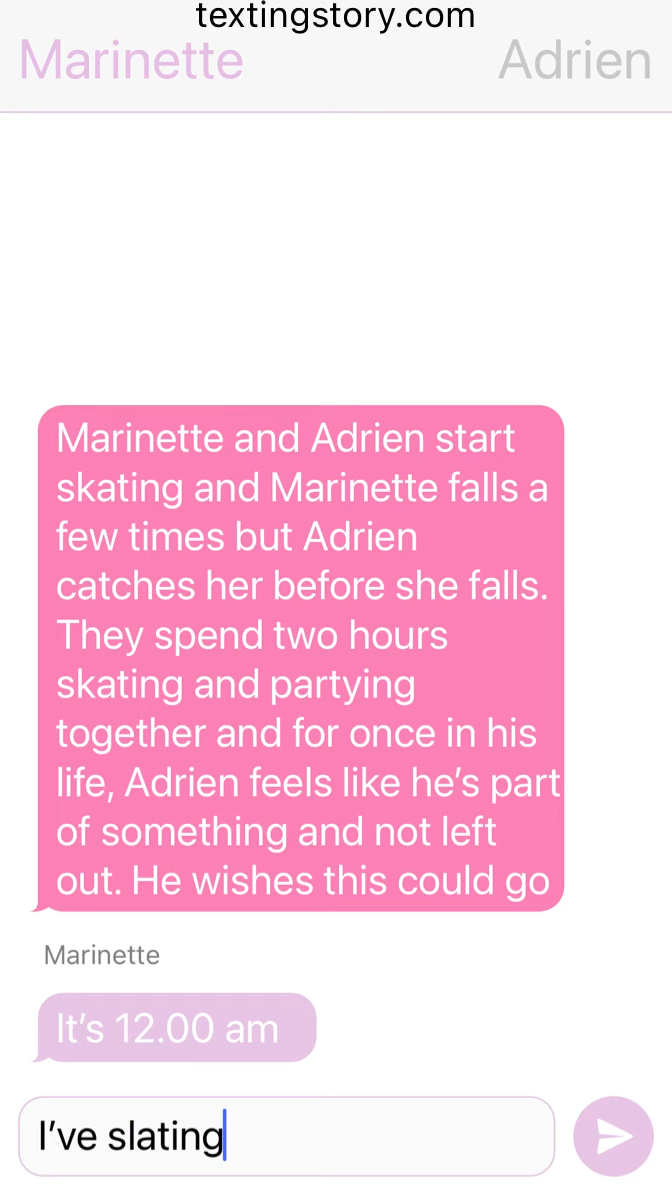 textingstory.com
Marinette Adrien
Marinette and Adrien start
skating and Marinette falls a
few times but Adrien
catches her before she falls.
They spend two hours
skating and partying
together and for once in his
life, Adrien feels like he’s part
of something and not left
out. He wishes this could go
Marinette
It’s 12.00 am
I’ve slating